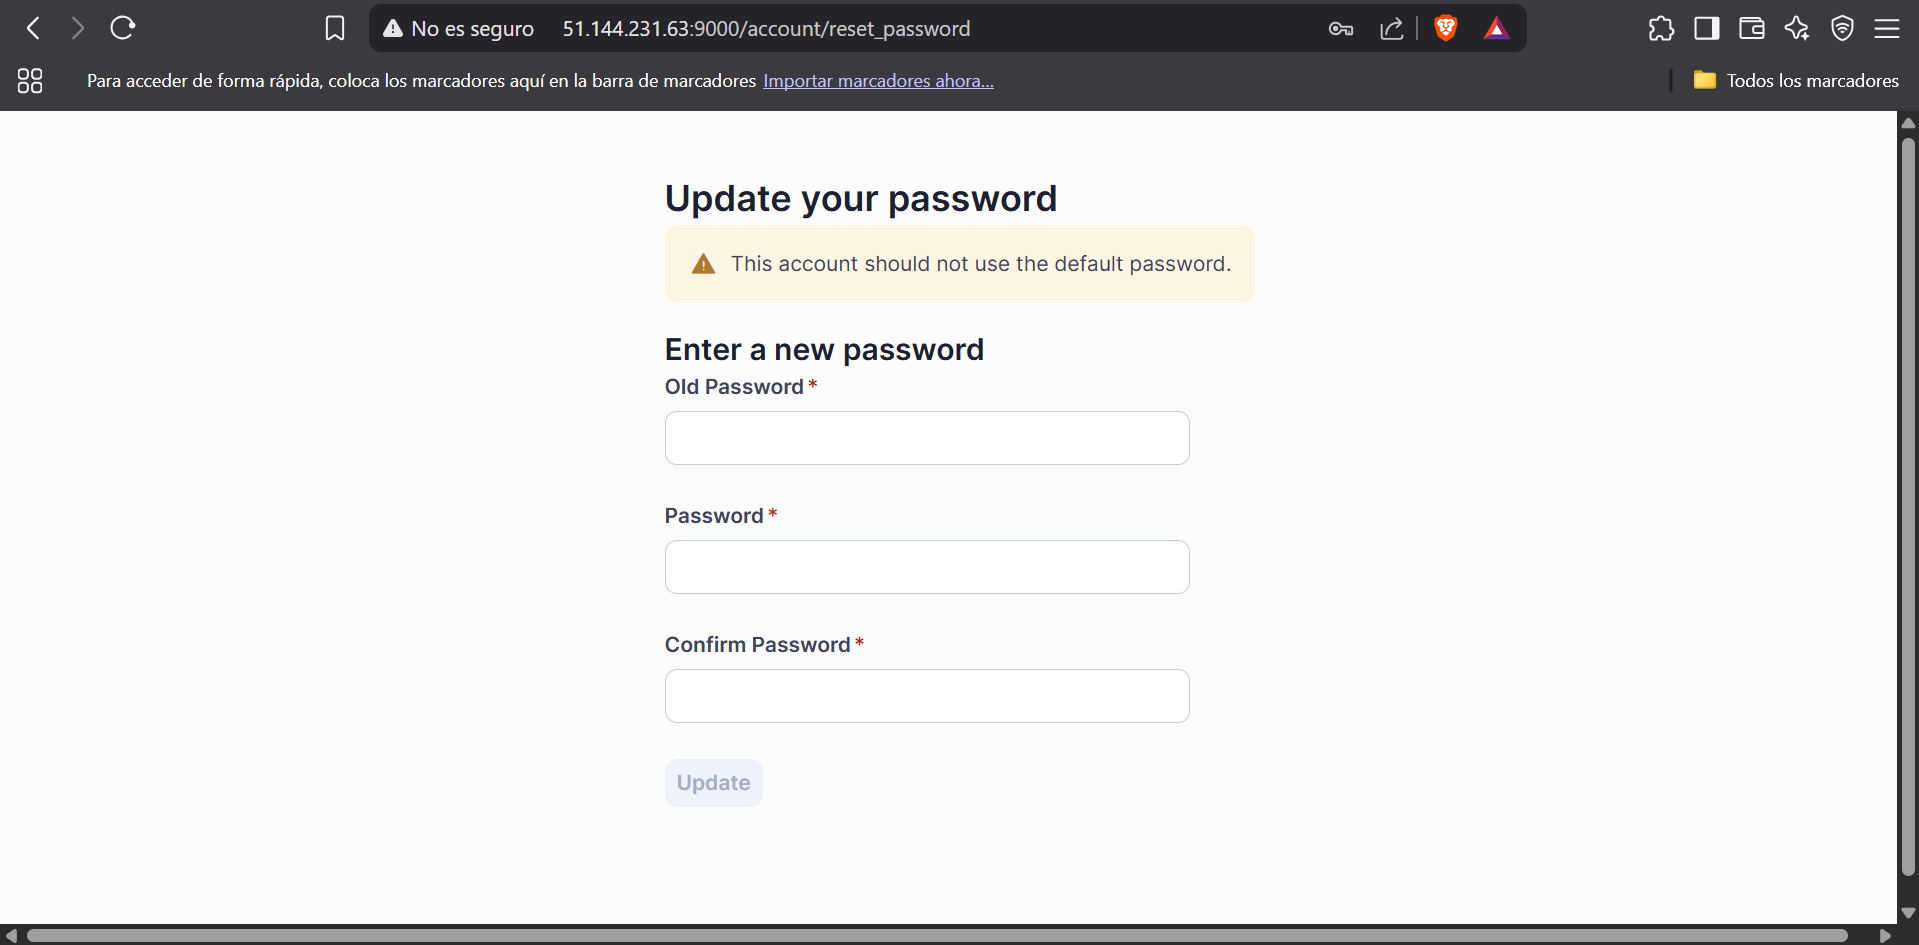 No es seguro 51.144.231.63:9000/account/reset_password
Para acceder de forma rápida, coloca los marcadores aquí en la barra de marcadores Importar marcadores ahora... Todos los marcadores
Update your password
This account should not use the default password.
Enter a new password
Old Password *
Password *
Confirm Password *
Update